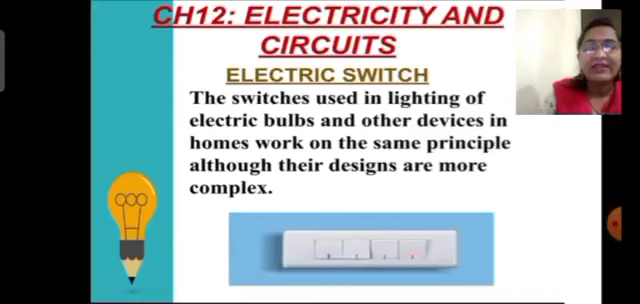 CH12: ELECTRICITY AND
CIRCUITS
ELECTRIC SWITCH
The switches used in lighting of
electric bulbs and other devices in
homes work on the same principle
although their designs are more
complex.